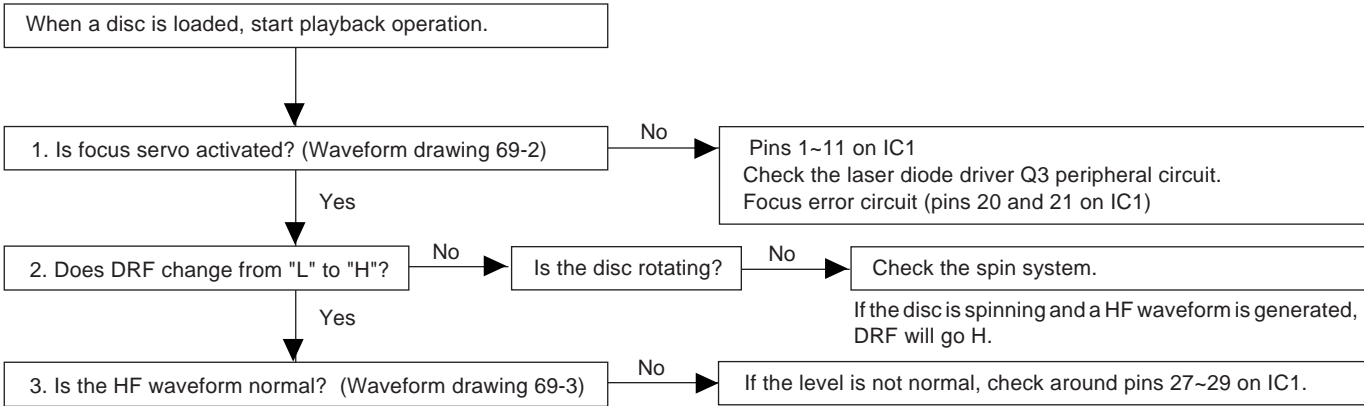 When a disc is loaded, start playback operation.
1. Is focus servo activated? (Waveform drawing 69-2)
No
Pins 1~11 on IC1
Check the laser diode driver Q3 peripheral circuit.
Focus error circuit (pins 20 and 21 on IC1)
Yes
2. Does DRF change from "L" to "H"?
No
Is the disc rotating?
No
Check the spin system.
If the disc is spinning and a HF waveform is generated,
DRF will go H.
Yes
3. Is the HF waveform normal? (Waveform drawing 69-3)
No
If the level is not normal, check around pins 27~29 on IC1.